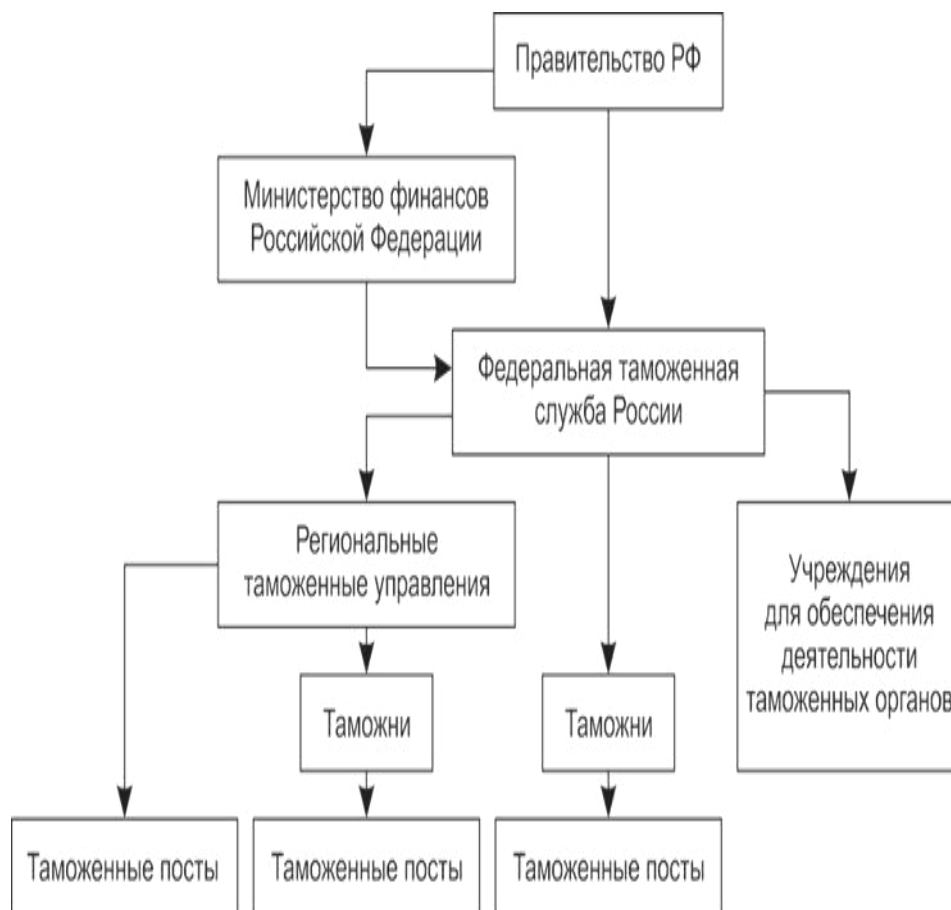 Правительство РФ
Министерство финансов
Российской Федерации
Федеральная таможенная
служба России
Региональные
таможенные управления
Учреждения
для обеспечения
деятельности
таможенных органов
Таможни
Таможни
Таможенные посты
Таможенные посты
Таможенные посты